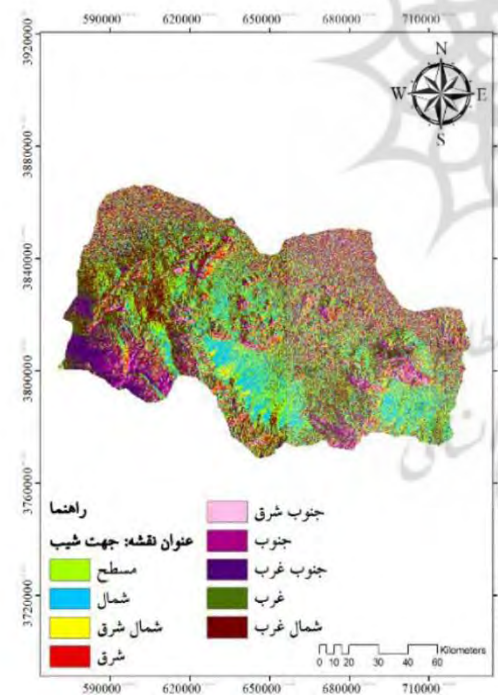 590000 620000 650000 680000 710000
3920000
3880000
3840000
3800000
3760000
3720000
N
W E
S
راهنما
عنوان نقشه: جهت شیب
مسطح
شمال
شمال شرق
شرق
جنوب شرق
جنوب
جنوب غرب
غرب
شمال غرب
Kilometers
0 10 20 30 40 60
590000 620000 650000 680000 710000